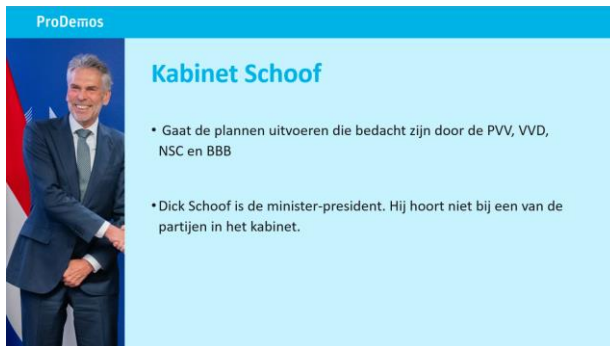 ProDemos
Kabinet Schoof
• Gaat de plannen uitvoeren die bedacht zijn door de PVV, VVD,
NSC en BBB
• Dick Schoof is de minister-president. Hij hoort niet bij een van de
partijen in het kabinet.